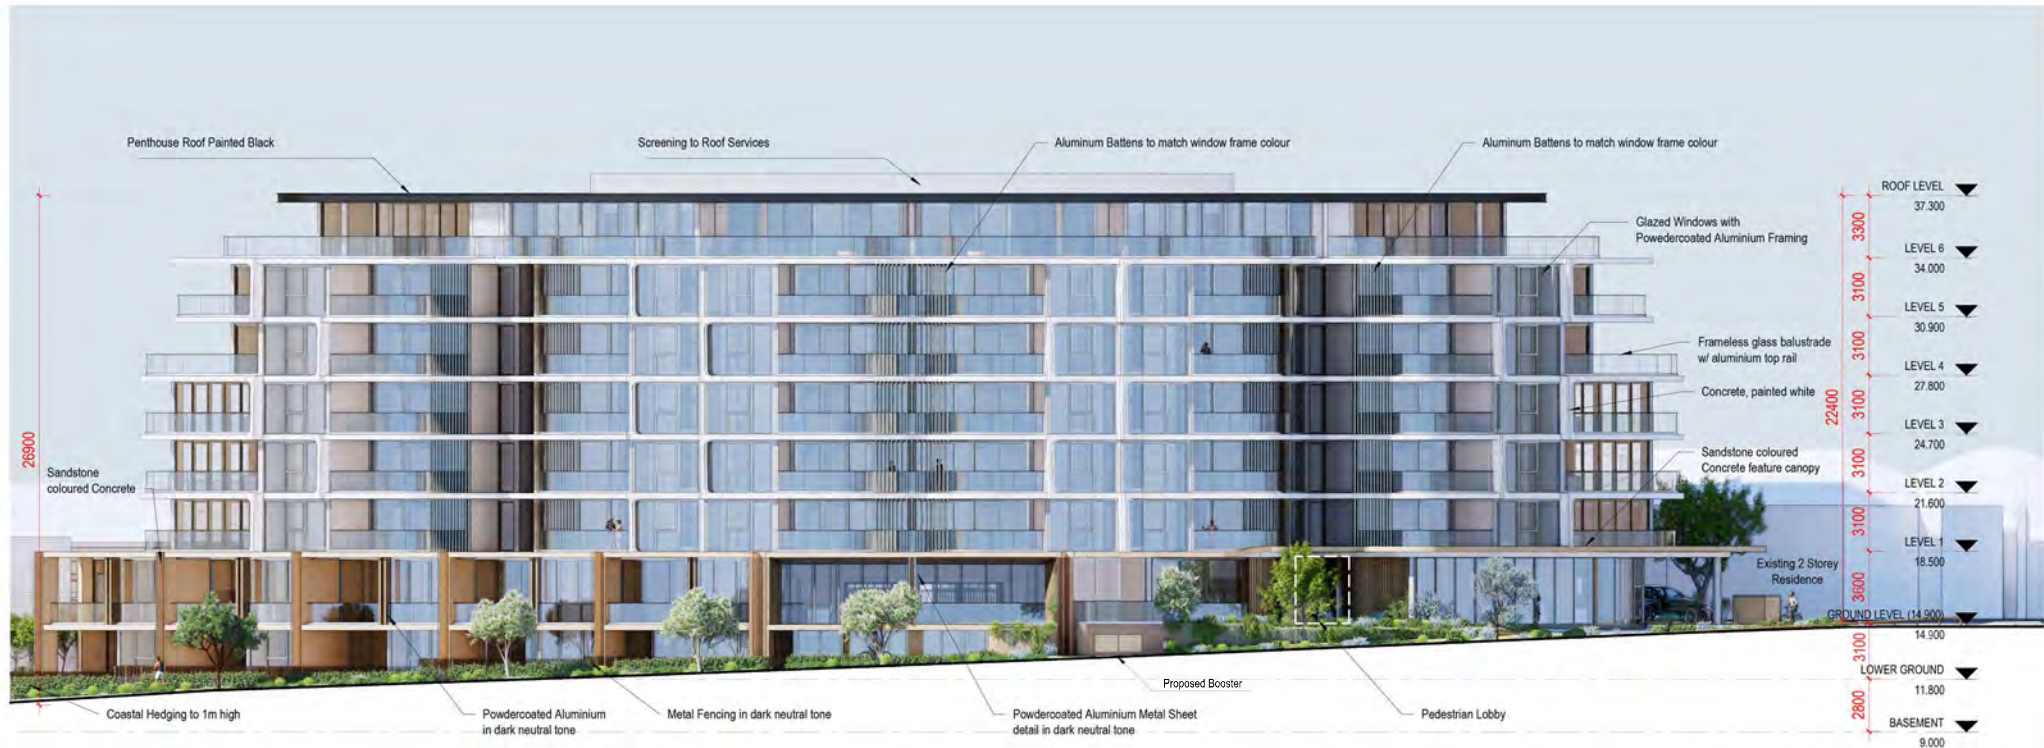 Penthouse Roof Painted Black
Screening to Roof Services
Aluminum Battens to match window frame colour
Aluminum Battens to match window frame colour
ROOF LEVEL
37.300
3300
Glazed Windows with
Powedercoated Aluminium Framing
LEVEL 6
34.000
3100
LEVEL 5
30.900
3100
Frameless glass balustrade
w/ aluminium top rail
LEVEL 4
27.800
Concrete, painted white
3100
22400
LEVEL 3
24.700
26900
Sandstone
coloured Concrete
Sandstone coloured
Concrete feature canopy
3100
LEVEL 2
21.600
3100
LEVEL 1
18.500
Existing 2 Storey
Residence
3600
GROUND LEVEL (14.900)
14.900
3100
LOWER GROUND
11.800
Proposed Booster
Coastal Hedging to 1m high
Powdercoated Aluminium
in dark neutral tone
Metal Fencing in dark neutral tone
Powdercoated Aluminium Metal Sheet
detail in dark neutral tone
Pedestrian Lobby
2800
BASEMENT
9.000